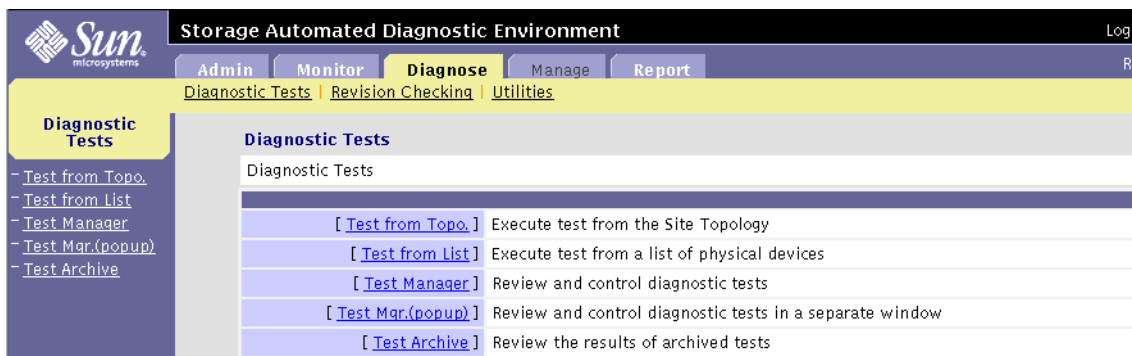 Sun
microsystems
Storage Automated Diagnostic Environment
Log
Admin Monitor Diagnose Manage Report
R
Diagnostic Tests | Revision Checking | Utilities
Diagnostic
Tests
- Test from Topo.
- Test from List
- Test Manager
- Test Mgr.(popup)
- Test Archive
Diagnostic Tests
Diagnostic Tests
[ Test from Topo. ] Execute test from the Site Topology
[ Test from List ] Execute test from a list of physical devices
[ Test Manager ] Review and control diagnostic tests
[ Test Mgr.(popup) ] Review and control diagnostic tests in a separate window
[ Test Archive ] Review the results of archived tests